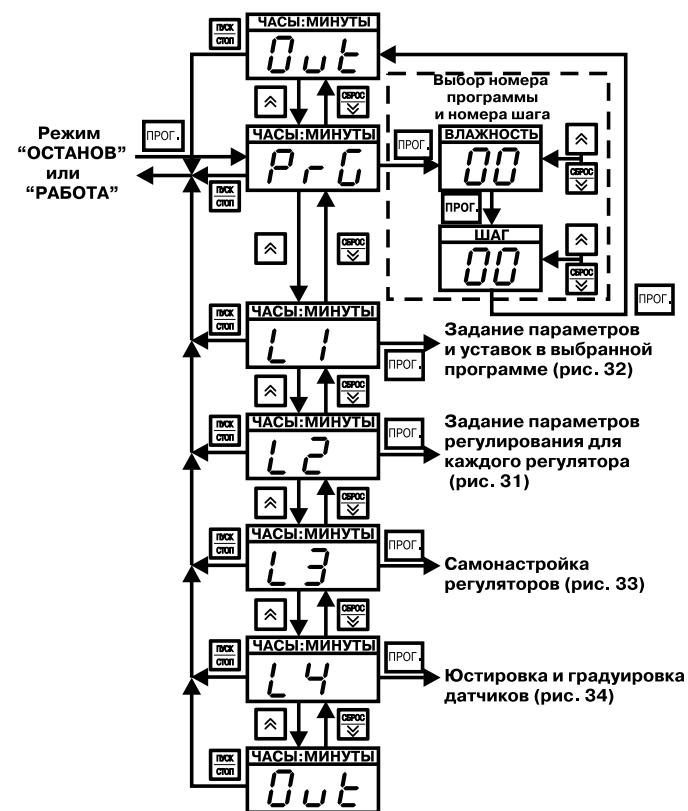 ЧАСЫ:МИНУТЫ
ПУСК
СТОП
Out
СБРОС
Выбор номера
программы
и номера шага
Режим
“ОСТАНОВ”
или
“РАБОТА”
ПРОГ.
ЧАСЫ:МИНУТЫ
PrG
ПУСК
СТОП
ПРОГ.
ВЛАЖНОСТЬ
00
СБРОС
ПРОГ.
ШАГ
00
СБРОС
ПРОГ.
СБРОС
ЧАСЫ:МИНУТЫ
ПУСК
СТОП
L1
ПРОГ.
Задание параметров
и уставок в выбранной
программе (рис. 32)
СБРОС
ЧАСЫ:МИНУТЫ
ПУСК
СТОП
L2
ПРОГ.
Задание параметров
регулирования для
каждого регулятора
(рис. 31)
СБРОС
ЧАСЫ:МИНУТЫ
ПУСК
СТОП
L3
ПРОГ.
Самонастройка
регуляторов (рис. 33)
СБРОС
ЧАСЫ:МИНУТЫ
ПУСК
СТОП
L4
ПРОГ.
Юстировка и градуировка
датчиков (рис. 34)
СБРОС
ЧАСЫ:МИНУТЫ
ПУСК
СТОП
Out